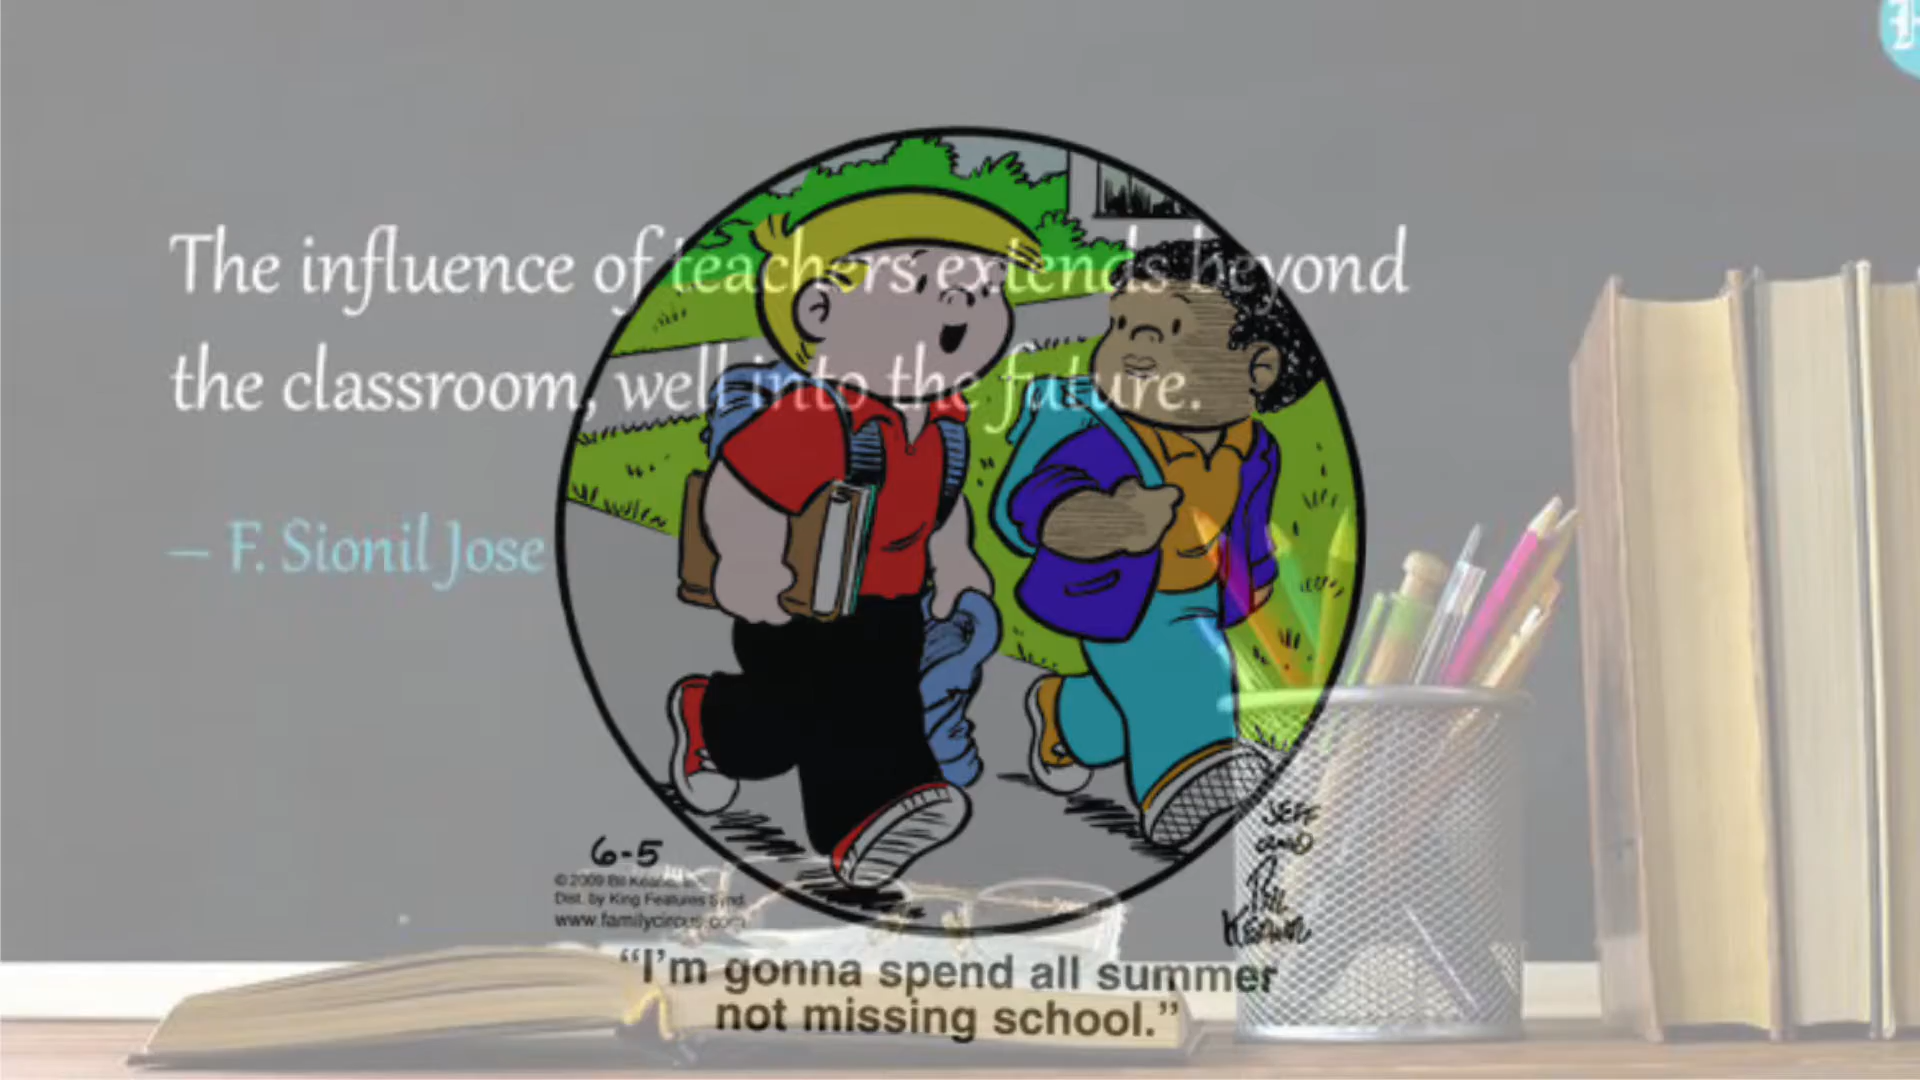 The influence of teachers extends beyond
the classroom, well into the future.
– F. Sionil Jose
6-5
© 2009 Bil Keane, Inc.
Dist. by King Features Synd.
www.familycircus.com
JEFF
AND
BIL
KEANE
“I’m gonna spend all summer
not missing school.”